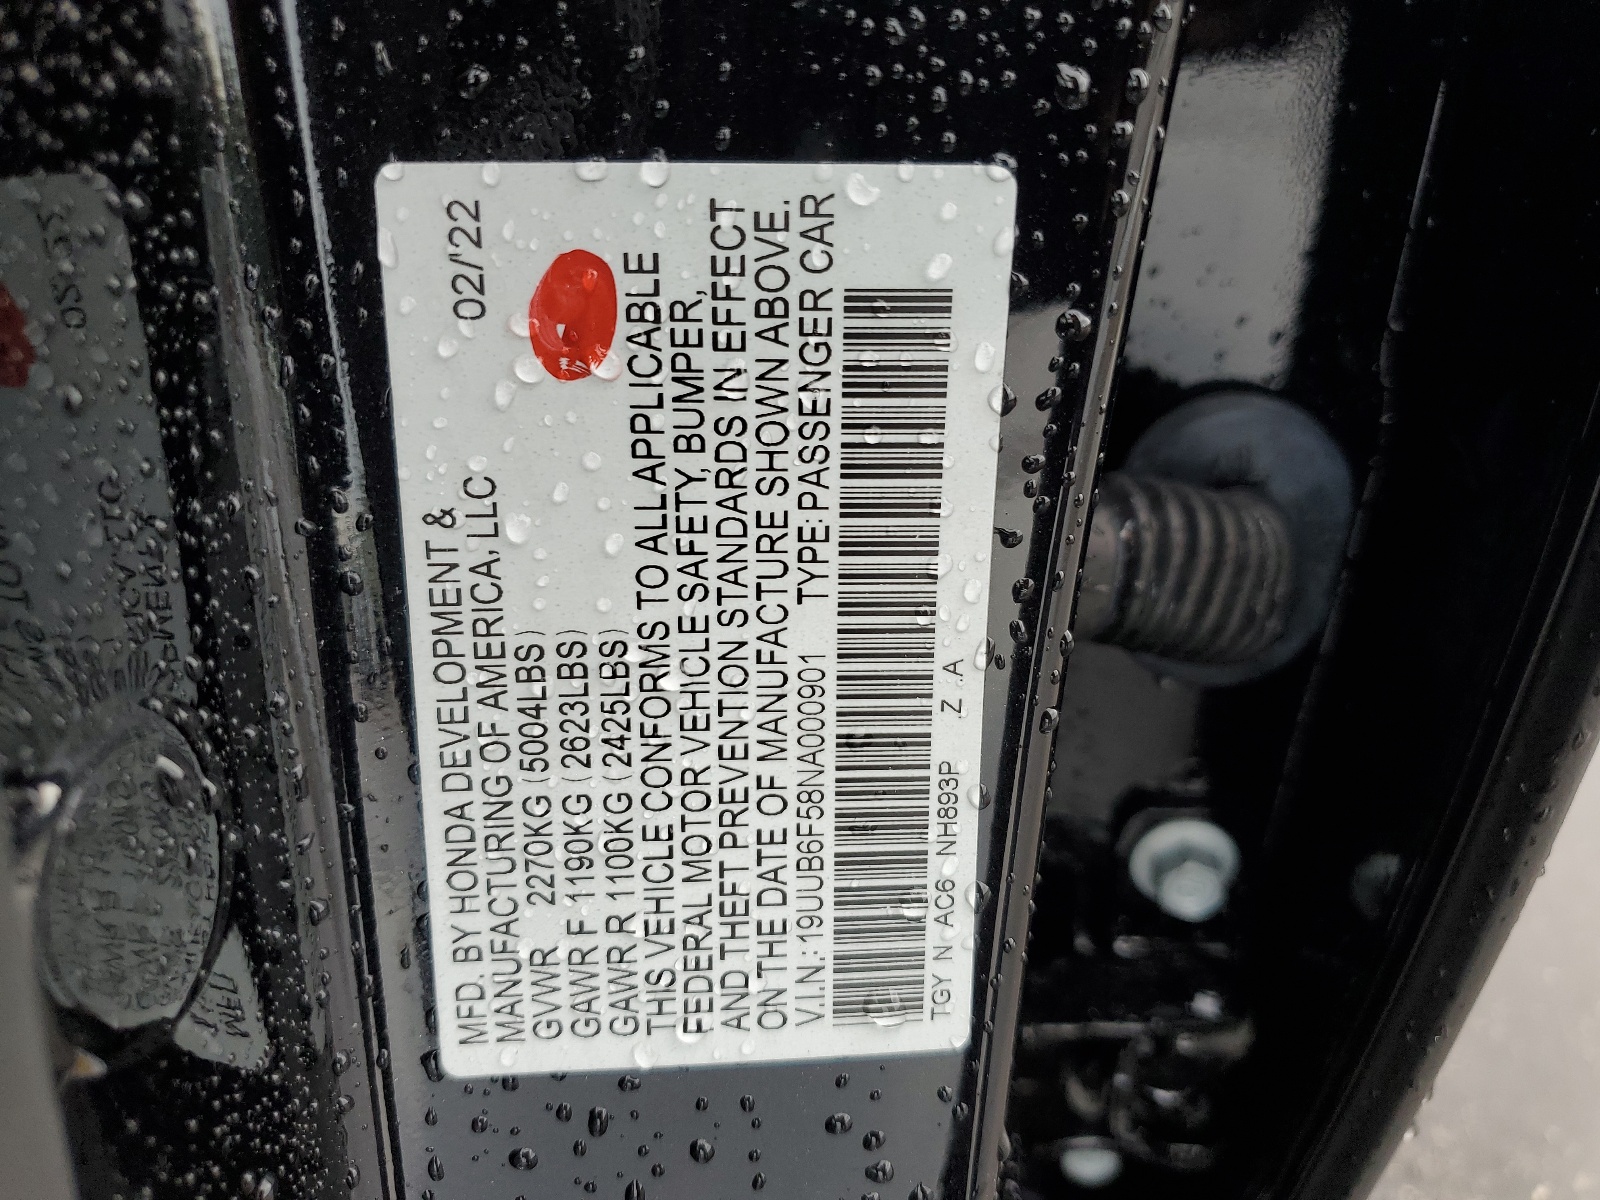 MFD. BY HONDA DEVELOPMENT &
MANUFACTURING OF AMERICA, LLC
02/'22
GVWR 2270KG (5004LBS)
GAWR F 1190KG (2623LBS)
GAWR R 1100KG (2425LBS)
THIS VEHICLE CONFORMS TO ALL APPLICABLE
FEDERAL MOTOR VEHICLE SAFETY, BUMPER,
AND THEFT PREVENTION STANDARDS IN EFFECT
ON THE DATE OF MANUFACTURE SHOWN ABOVE.
V.I.N.: 19UUB6F58NA000901 TYPE: PASSENGER CAR
TGY N AC6 NH893P Z .A